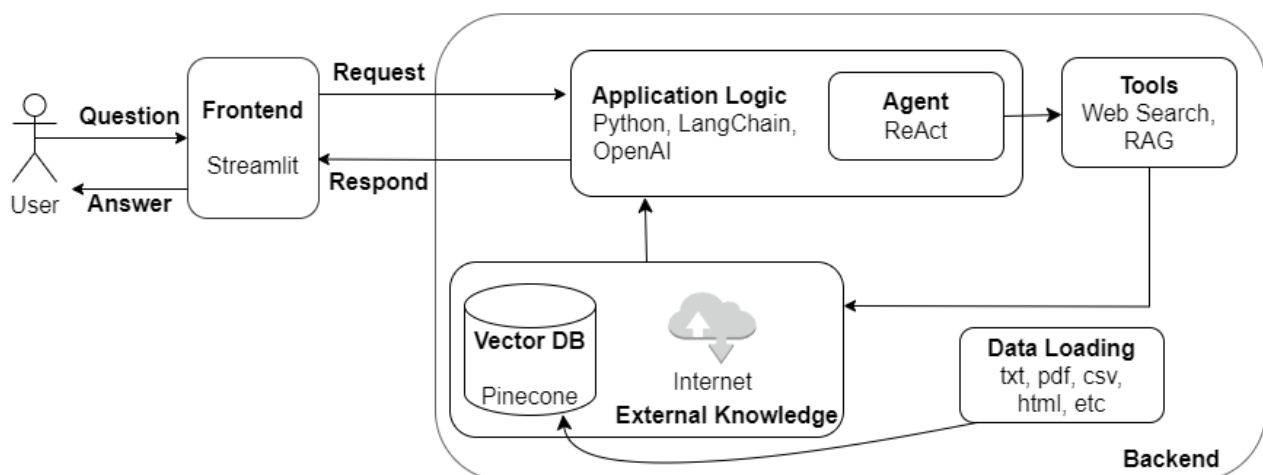 Question
Answer
User
Frontend
Streamlit
Request
Respond
Application Logic
Python, LangChain,
OpenAI
Agent
ReAct
Tools
Web Search,
RAG
Vector DB
Pinecone
Internet
External Knowledge
Data Loading
txt, pdf, csv,
html, etc
Backend